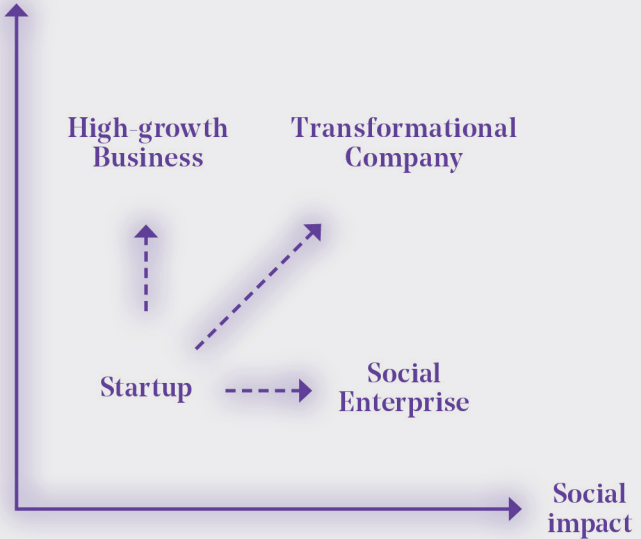 High-growth
Business
Transformational
Company
Startup
Social
Enterprise
Social
impact